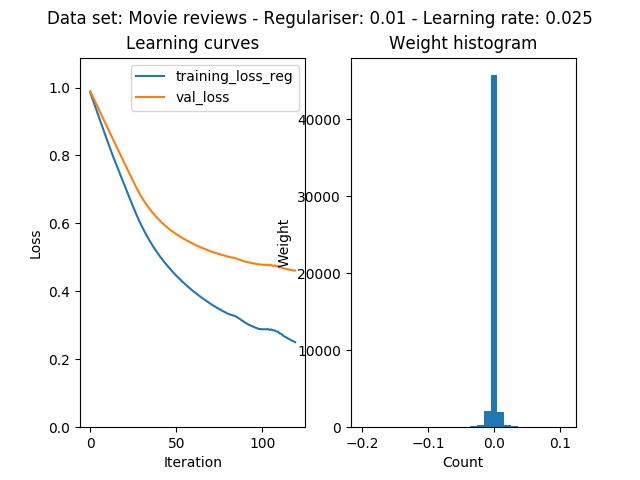 Data set: Movie reviews - Regulariser: 0.01 - Learning rate: 0.025
Learning curves
training_loss_reg
val_loss
1.0
0.8
0.6
0.4
0.2
0.0
Loss
0
50
100
Iteration
Weight histogram
40000
30000
20000
10000
0
Weight
-0.2
−0.1
0.0
0.1
Count